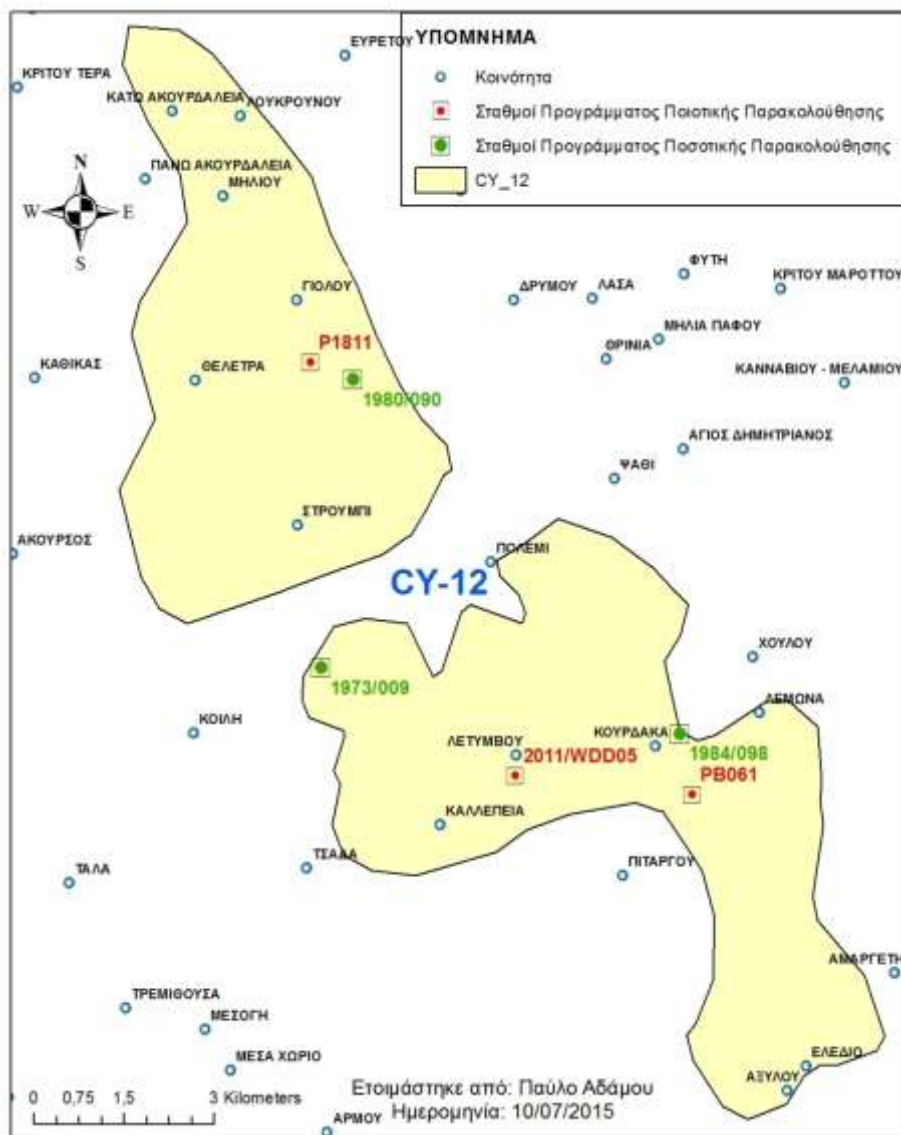 ΕΥΡΕΤΟΥ
ΥΠΟΜΝΗΜΑ
Κοινότητα
Σταθμοί Προγράμματος Ποιοτικής Παρακολούθησης
Σταθμοί Προγράμματος Ποσοτικής Παρακολούθησης
CY_12
ΚΡΙΤΟΥ ΤΕΡΑ
ΚΑΤΩ ΑΚΟΥΡΔΑΛΕΙΑ
ΛΟΥΚΡΟΥΝΟΥ
ΠΑΝΩ ΑΚΟΥΡΔΑΛΕΙΑ
ΜΗΛΙΟΥ
N
W
E
S
ΓΙΟΛΟΥ
ΔΡΥΜΟΥ
ΛΑΣΑ
ΦΥΤΗ
ΚΡΙΤΟΥ ΜΑΡΟΤΤΟΥ
P1811
ΜΗΛΙΑ ΠΑΦΟΥ
ΘΡΙΝΙΑ
ΚΑΘΙΚΑΣ
ΘΕΛΕΤΡΑ
ΚΑΝΝΑΒΙΟΥ - ΜΕΛΑΜΙΟΥ
1980/090
ΑΓΙΟΣ ΔΗΜΗΤΡΙΑΝΟΣ
ΨΑΘΙ
ΣΤΡΟΥΜΠΙ
ΑΚΟΥΡΣΟΣ
ΠΟΛΕΜΙ
CY-12
ΧΟΥΛΟΥ
1973/009
ΛΕΜΩΝΑ
ΚΟΙΛΗ
ΛΕΤΥΜΒΟΥ
ΚΟΥΡΔΑΚΑ
2011/WDD05
1984/098
PB061
ΚΑΛΛΕΠΕΙΑ
ΤΣΑΔΑ
ΠΙΤΑΡΓΟΥ
ΤΑΛΑ
ΑΜΑΡΓΕΤΗ
ΤΡΕΜΙΘΟΥΣΑ
ΜΕΣΟΓΗ
ΜΕΣΑ ΧΩΡΙΟ
ΕΛΕΔΙΟ
ΑΞΥΛΟΥ
0 0,75 1,5 3 Kilometers
Ετοιμάστηκε από: Παύλο Αδάμου
Ημερομηνία: 10/07/2015
ΑΡΜΟΥ